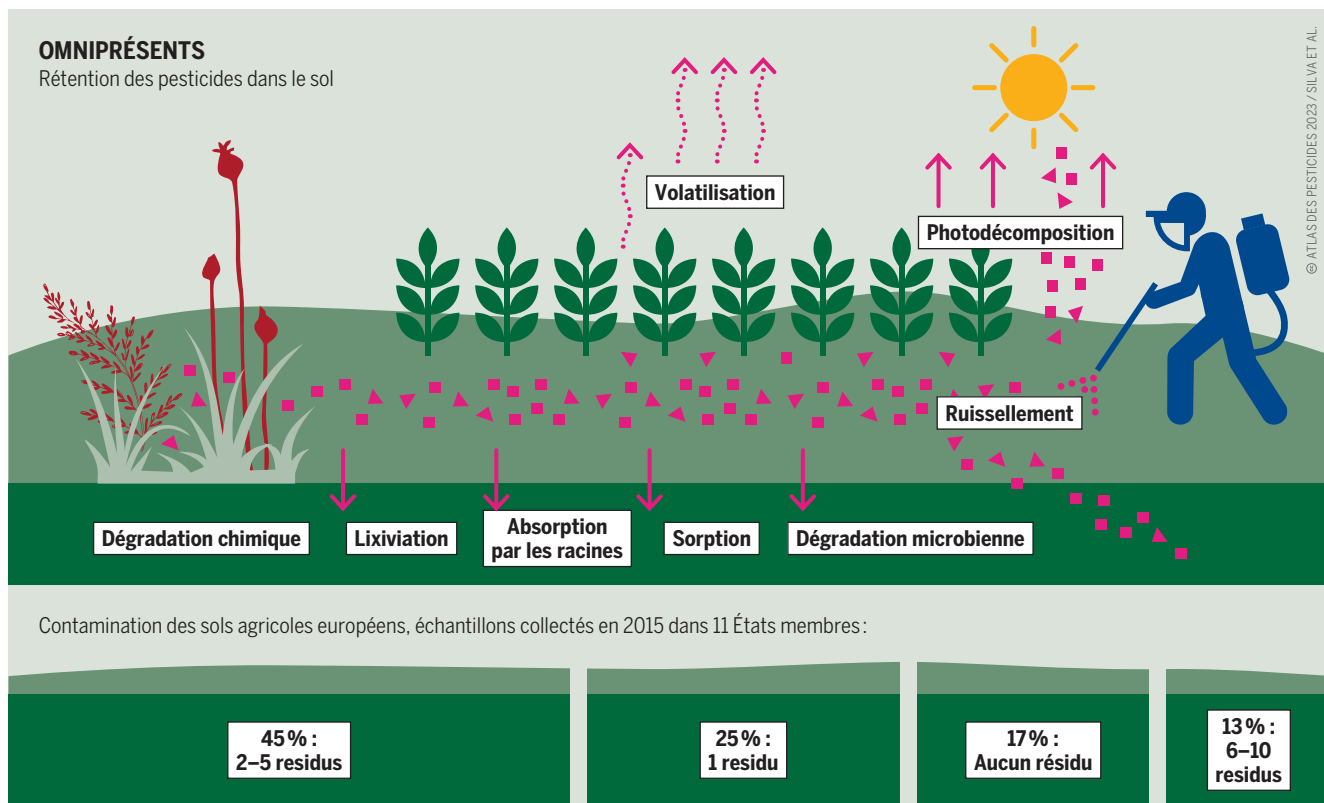 OMNIPRÉSENTS
Rétention des pesticides dans le sol
© ATLAS DES PESTICIDES 2023 / SILVA ET AL.
Volatilisation
Photodécomposition
Ruissellement
Dégradation chimique
Lixiviation
Absorption
par les racines
Sorption
Dégradation microbienne
Contamination des sols agricoles européens, échantillons collectés en 2015 dans 11 États membres :
45 % :
2–5 residus
25 % :
1 residu
17 % :
Aucun résidu
13 % :
6–10
residus